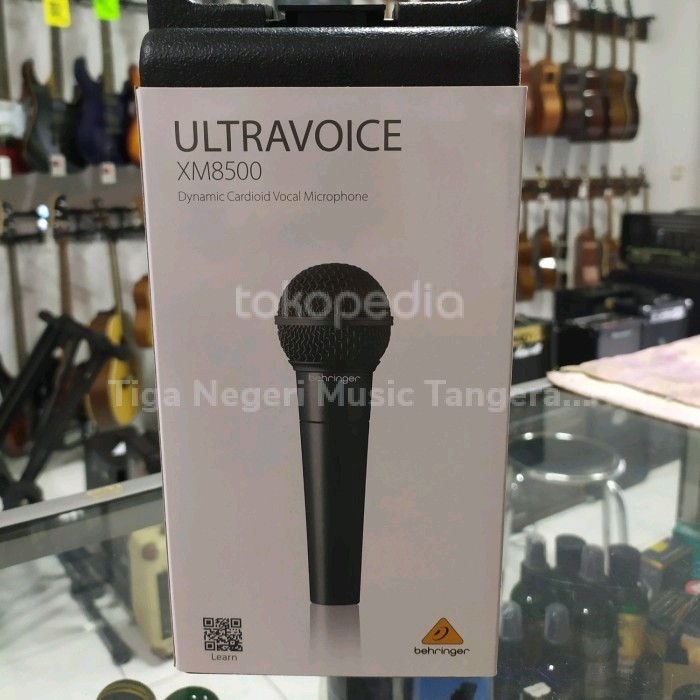 ULTRAVOICE
XM8500
Dynamic Cardioid Vocal Microphone
tokopedia
behringer
Tiga Negeri Music Tangera...
Learn
behringer